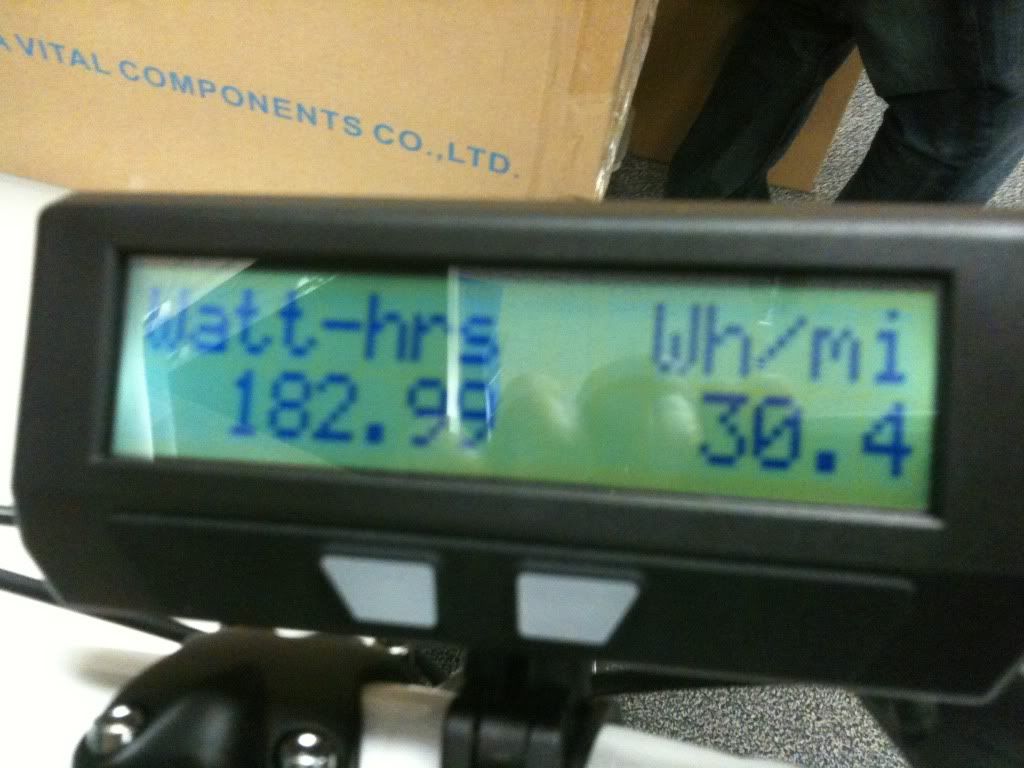 A VITAL COMPONENTS CO.,LTD.
Watt-hrs Wh/mi
182.99 30.4